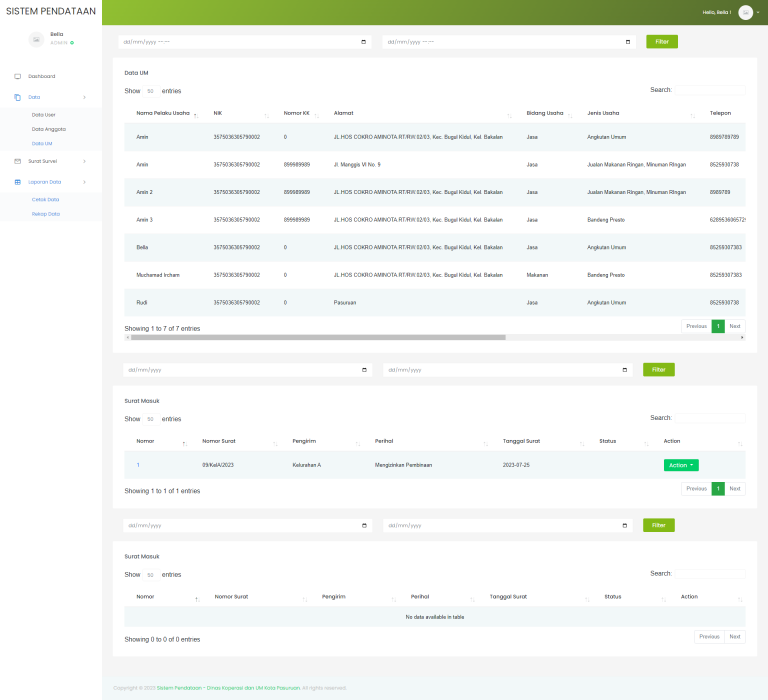 SISTEM PENDATAAN
Hello, Bella !
Bella
ADMIN
Dashboard
Data
Data User
Data Anggota
Data UM
Surat Survei
Laporan Data
Cetak Data
Rekap Data
dd/mm/yyyy --:-- dd/mm/yyyy --:-- Filter
Data UM
Show 50 entries Search:
Nama Pelaku Usaha NIK Nomor KK Alamat Bidang Usaha Jenis Usaha Telepon
Amin 3575036305790002 0 JL.HOS COKRO AMINOTA RT/RW.02/03, Kec. Bugul Kidul, Kel. Bakalan Jasa Angkutan Umum 8989789789
Amin 3575036305790002 899989989 Jl. Manggis VI No. 9 Jasa Jualan Makanan Ringan, Minuman RIngan 8525930738
Amin 2 3575036305790002 899989989 JL.HOS COKRO AMINOTA RT/RW.02/03, Kec. Bugul Kidul, Kel. Bakalan Jasa Jualan Makanan Ringan, Minuman RIngan 8989789
Amin 3 3575036305790002 899989989 JL.HOS COKRO AMINOTA RT/RW.02/03, Kec. Bugul Kidul, Kel. Bakalan Jasa Bandeng Presto
Bella 3575036305790002 0 JL.HOS COKRO AMINOTA RT/RW.02/03, Kec. Bugul Kidul, Kel. Bakalan Jasa Angkutan Umum 85259307383
Muchamad Ircham 3575036305790002 0 JL.HOS COKRO AMINOTA RT/RW.02/03, Kec. Bugul Kidul, Kel. Bakalan Makanan Bandeng Presto 85259307383
Rudi 3575036305790002 0 Pasuruan Jasa Angkutan Umum 8525930738
Showing 1 to 7 of 7 entries Previous 1 Next
dd/mm/yyyy dd/mm/yyyy Filter
Surat Masuk
Show 50 entries Search:
Nomor Nomor Surat Pengirim Perihal Tanggal Surat Status Action
1 09/KelA/2023 Kelurahan A Mengizinkan Pembinaan 2023-07-25 Action
Showing 1 to 1 of 1 entries Previous 1 Next
dd/mm/yyyy dd/mm/yyyy Filter
Surat Masuk
Show 50 entries Search:
Nomor Nomor Surat Pengirim Perihal Tanggal Surat Status Action
No data available in table
Showing 0 to 0 of 0 entries Previous Next
Copyright © 2023 Sistem Pendataan - Dinas Koperasi dan UM Kota Pasuruan. All rights reserved.